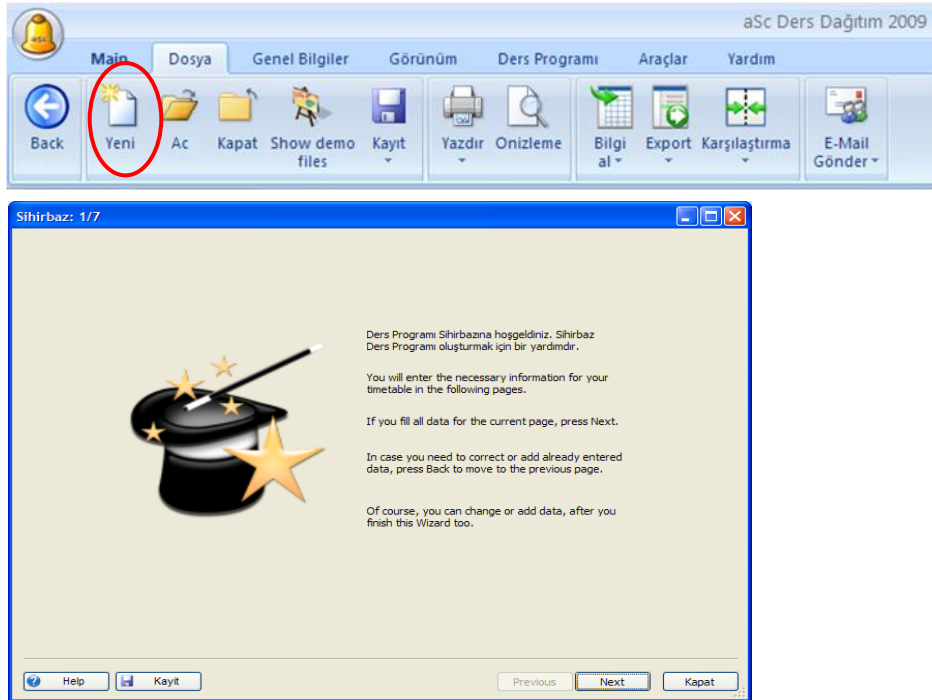 aSc Ders Dağıtım 2009
aSc
Main Dosya Genel Bilgiler Görünüm Ders Programı Araçlar Yardım
Back Yeni Ac Kapat Show demo files Kayıt Yazdır Onizleme Bilgi al Export Karşılaştırma E-Mail Gönder
Sihirbaz: 1/7
Ders Programı Sihirbazına hoşgeldiniz. Sihirbaz
Ders Programı oluşturmak için bir yardımdır.
You will enter the necessary information for your
timetable in the following pages.
If you fill all data for the current page, press Next.
In case you need to correct or add already entered
data, press Back to move to the previous page.
Of course, you can change or add data, after you
finish this Wizard too.
Help Kayit Previous Next Kapat